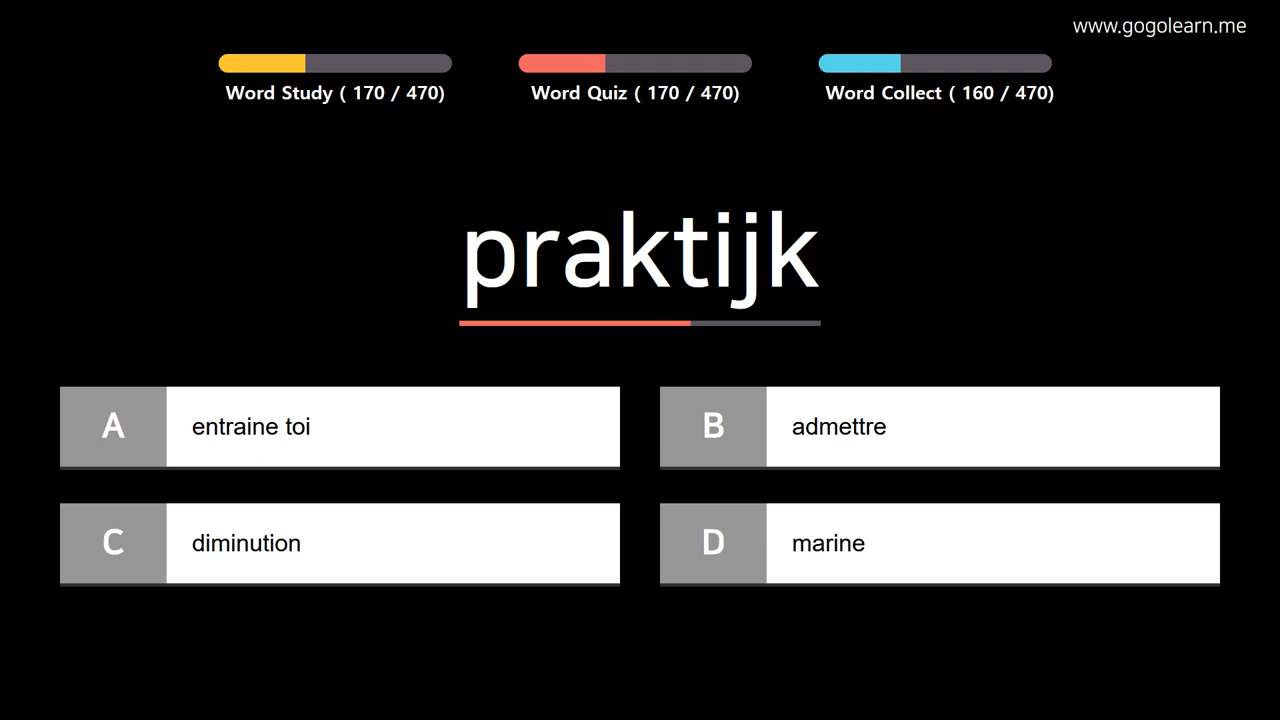 www.gogolearn.me
Word Study ( 170 / 470)
Word Quiz ( 170 / 470)
Word Collect ( 160 / 470)
praktijk
A entraine toi
B admettre
C diminution
D marine